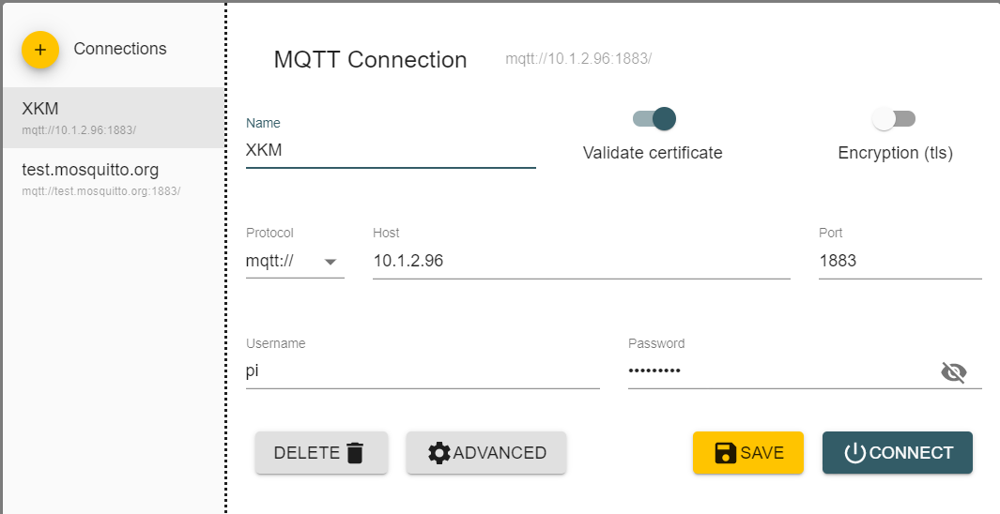 + Connections
XKM
mqtt://10.1.2.96:1883/
test.mosquitto.org
mqtt://test.mosquitto.org:1883/
MQTT Connection mqtt://10.1.2.96:1883/
Name
XKM
Validate certificate
Encryption (tls)
Protocol
mqtt://
Host
10.1.2.96
Port
1883
Username
pi
Password
•••••••••
DELETE
ADVANCED
SAVE
CONNECT